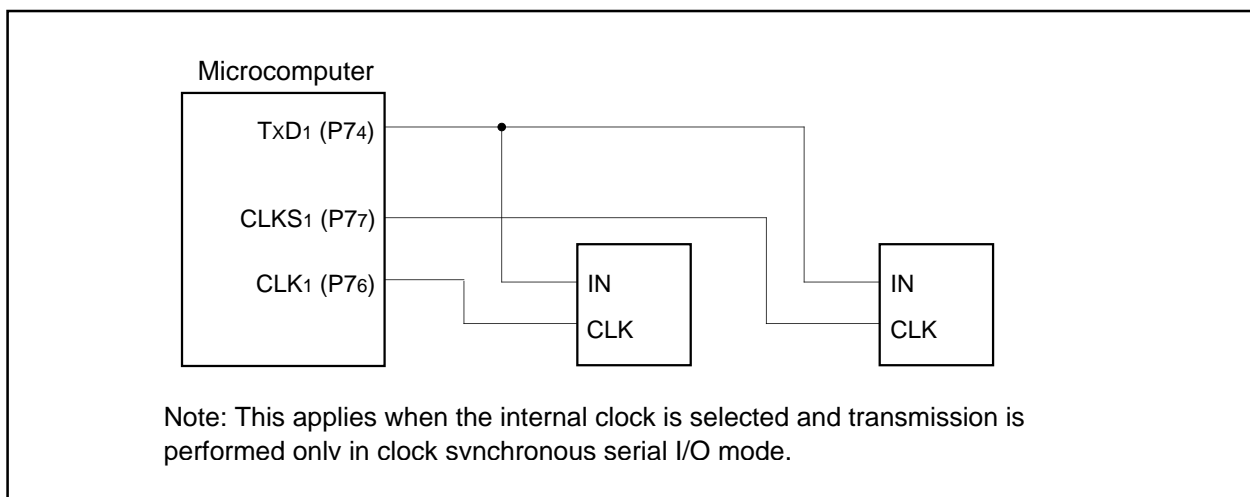 Microcomputer
TxD1 (P74)
CLKS1 (P77)
CLK1 (P76)
IN
CLK
IN
CLK
Note: This applies when the internal clock is selected and transmission is
performed only in clock synchronous serial I/O mode.